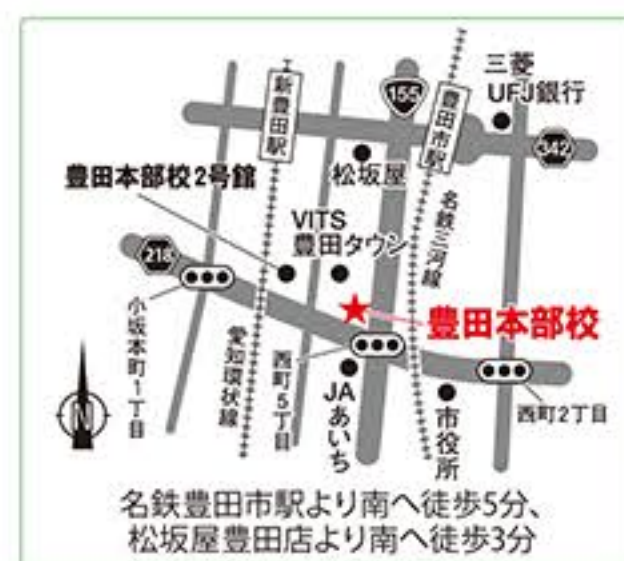 三菱
UFJ銀行
155
新豊田駅
豊田市駅
342
松坂屋
豊田本部校2号館
名鉄三河線
VITS
豊田タウン
218
豊田本部校
小坂本町1丁目
愛知環状線
西町5丁目
JAあいち
市役所
西町2丁目
N
名鉄豊田市駅より南へ徒歩5分、
松坂屋豊田店より南へ徒歩3分